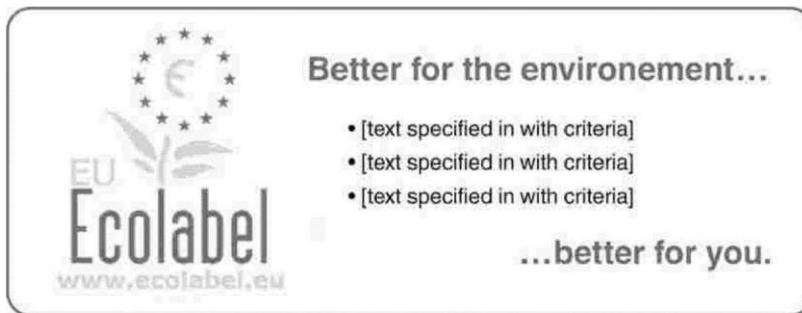 Better for the environement...
• [text specified in with criteria]
• [text specified in with criteria]
• [text specified in with criteria]
...better for you.
EU
Ecolabel
www.ecolabel.eu